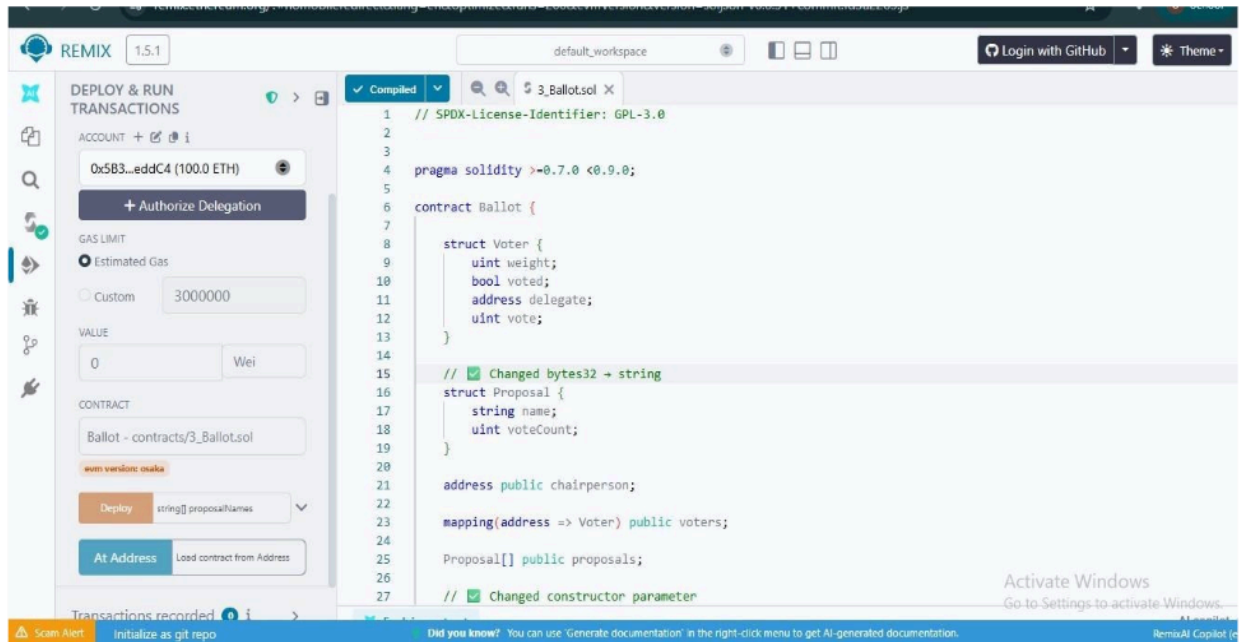 REMIX 1.5.1
default_workspace
Login with GitHub
Theme
DEPLOY & RUN
TRANSACTIONS
ACCOUNT + i
0x5B3...eddC4 (100.0 ETH)
+ Authorize Delegation
GAS LIMIT
Estimated Gas
Custom 3000000
VALUE
0 Wei
CONTRACT
Ballot - contracts/3_Ballot.sol
evm version: osaka
Deploy string[] proposalNames
At Address Load contract from Address
Transactions recorded 0 i >
Compiled
3_Ballot.sol ×
1 // SPDX-License-Identifier: GPL-3.0
2
3
4 pragma solidity >=0.7.0 <0.9.0;
5
6 contract Ballot {
7
8 struct Voter {
9 uint weight;
10 bool voted;
11 address delegate;
12 uint vote;
13 }
14
15 // ✅ Changed bytes32 → string
16 struct Proposal {
17 string name;
18 uint voteCount;
19 }
20
21 address public chairperson;
22
23 mapping(address => Voter) public voters;
24
25 Proposal[] public proposals;
26
27 // ✅ Changed constructor parameter
Activate Windows
Go to Settings to activate Windows.
Scam Alert
Initialize as git repo
Did you know? You can use 'Generate documentation' in the right-click menu to get AI-generated documentation.
RemixAI Copilot